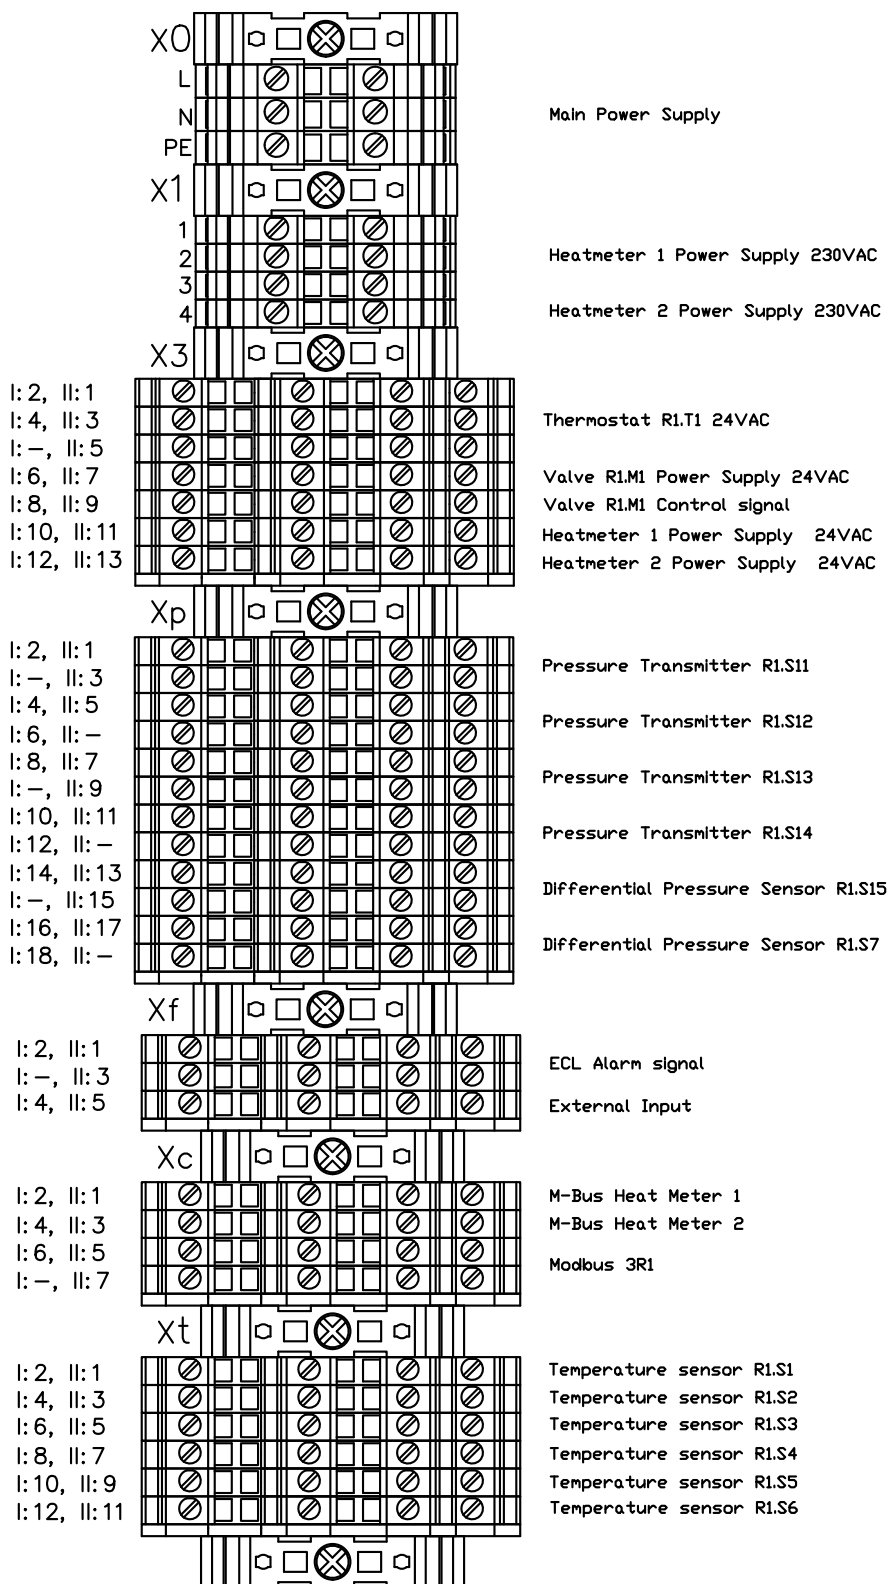 X0
L
N Main Power Supply
PE
X1
1
2 Heatmeter 1 Power Supply 230VAC
3
4 Heatmeter 2 Power Supply 230VAC
X3
I:2, II:1
I:4, II:3 Thermostat R1.T1 24VAC
I:–, II:5
I:6, II:7 Valve R1.M1 Power Supply 24VAC
I:8, II:9 Valve R1.M1 Control signal
I:10, II:11 Heatmeter 1 Power Supply 24VAC
I:12, II:13 Heatmeter 2 Power Supply 24VAC
Xp
I:2, II:1
Pressure Transmitter R1.S11
I:–, II:3
I:4, II:5
Pressure Transmitter R1.S12
I:6, II:–
I:8, II:7
Pressure Transmitter R1.S13
I:–, II:9
I:10, II:11
Pressure Transmitter R1.S14
I:12, II:–
I:14, II:13
Differential Pressure Sensor R1.S15
I:–, II:15
I:16, II:17
Differential Pressure Sensor R1.S7
I:18, II:–
Xf
I:2, II:1
ECL Alarm signal
I:–, II:3
I:4, II:5 External Input
Xc
I:2, II:1 M-Bus Heat Meter 1
I:4, II:3 M-Bus Heat Meter 2
I:6, II:5
Modbus 3R1
I:–, II:7
Xt
I:2, II:1 Temperature sensor R1.S1
I:4, II:3 Temperature sensor R1.S2
I:6, II:5 Temperature sensor R1.S3
I:8, II:7 Temperature sensor R1.S4
I:10, II:9 Temperature sensor R1.S5
I:12, II:11 Temperature sensor R1.S6